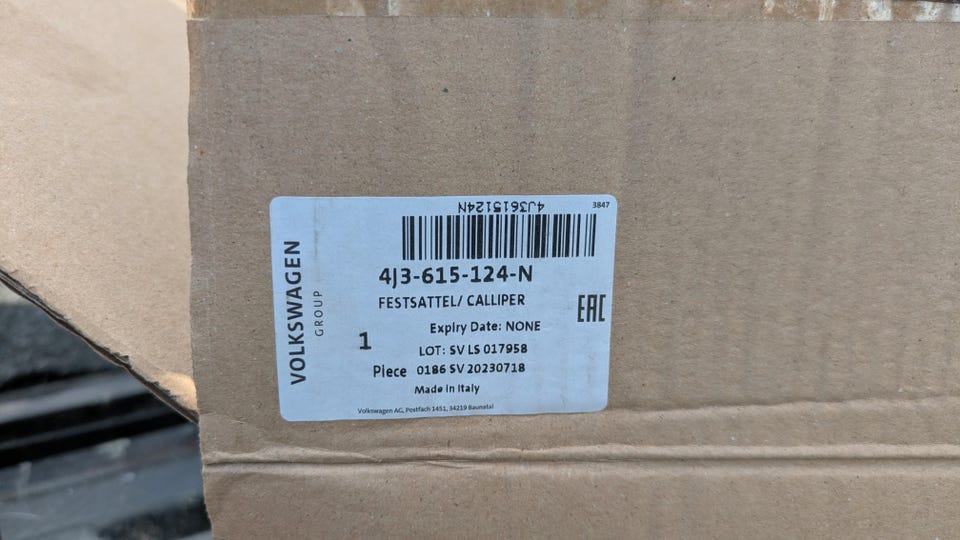 4J3615124N
3847
4J3-615-124-N
FESTSATTEL/ CALLIPER
EAC
Expiry Date: NONE
1
LOT: SV LS 017958
Piece 0186 SV 20230718
Made in Italy
Volkswagen AG, Postfach 1451, 34219 Baunatal
VOLKSWAGEN
GROUP